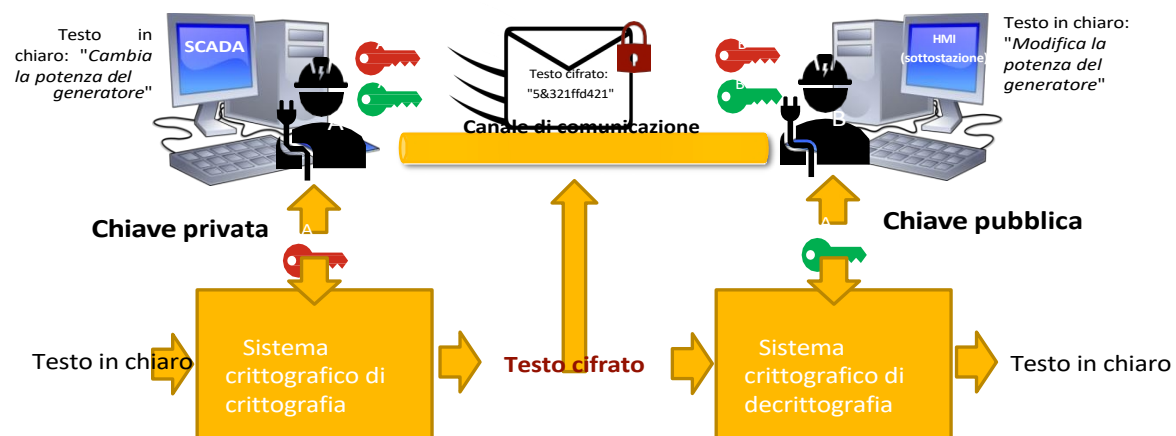 Testo in
chiaro: "Cambia
la potenza del
generatore"
SCADA
A
A
A
Testo cifrato:
"5&321ffd421"
Canale di comunicazione
B
B
B
HMI
(sottostazione)
Testo in chiaro:
"Modifica la
potenza del
generatore"
Chiave privata
A
Chiave pubblica
A
Testo in chiaro
Sistema
crittografico di
crittografia
Testo cifrato
Sistema
crittografico di
decrittografia
Testo in chiaro